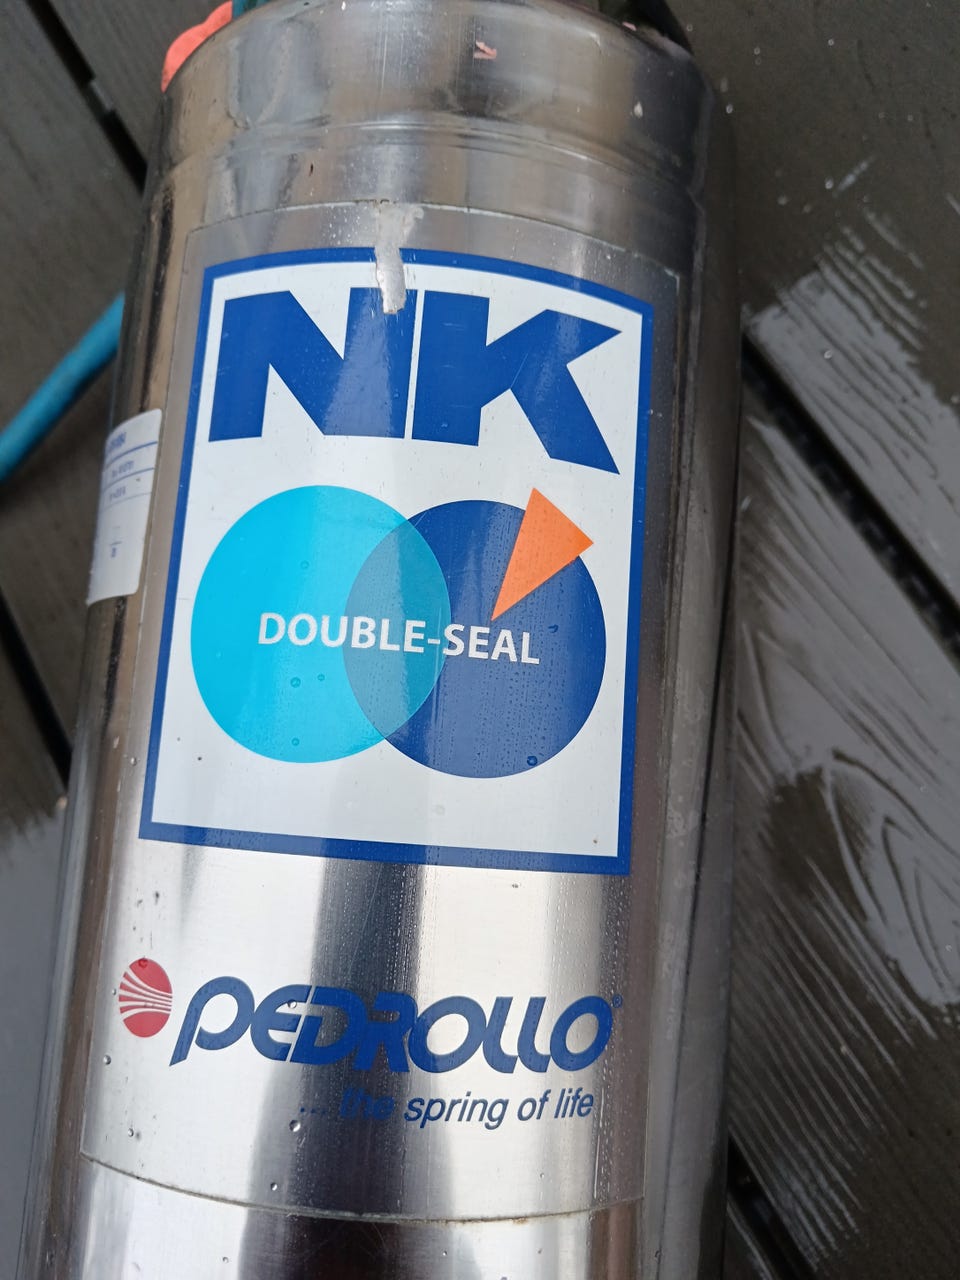 NK
DOUBLE-SEAL
PEDROLLO®
... the spring of life